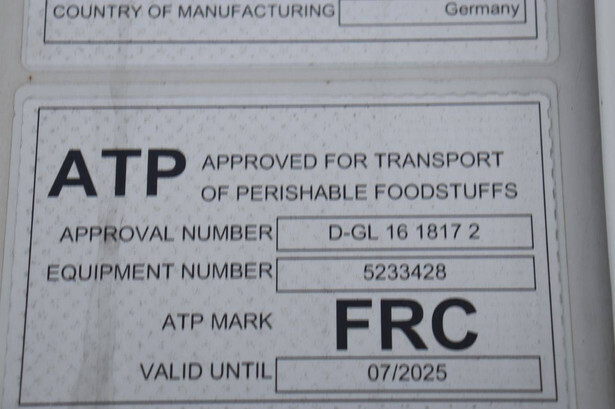 COUNTRY OF MANUFACTURING Germany
ATP APPROVED FOR TRANSPORT
OF PERISHABLE FOODSTUFFS
APPROVAL NUMBER D-GL 16 1817 2
EQUIPMENT NUMBER 5233428
ATP MARK FRC
VALID UNTIL 07/2025